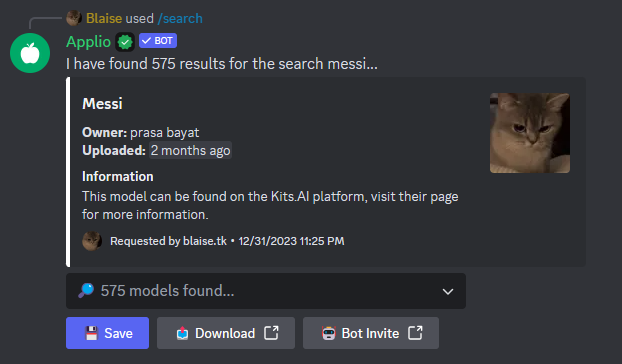 Blaise used /search
Applio BOT
I have found 575 results for the search messi...
Messi
Owner: prasa bayat
Uploaded: 2 months ago
Information
This model can be found on the Kits.AI platform, visit their page
for more information.
Requested by blaise.tk • 12/31/2023 11:25 PM
575 models found...
Save Download Bot Invite